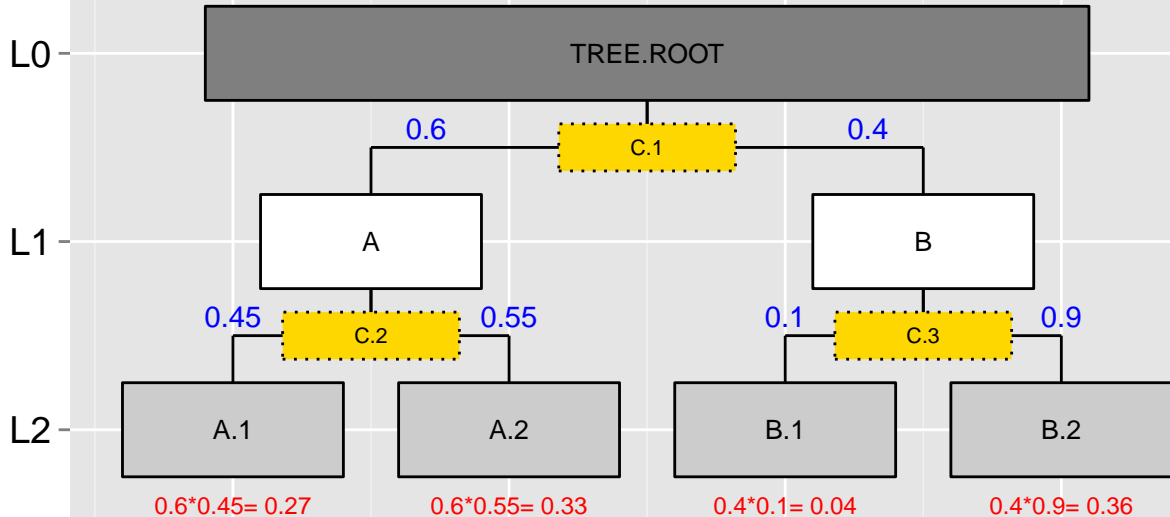 L0
TREE.ROOT
0.6
C.1
0.4
L1
A
B
0.45
C.2
0.55
0.1
C.3
0.9
L2
A.1
A.2
B.1
B.2
0.6*0.45= 0.27
0.6*0.55= 0.33
0.4*0.1= 0.04
0.4*0.9= 0.36